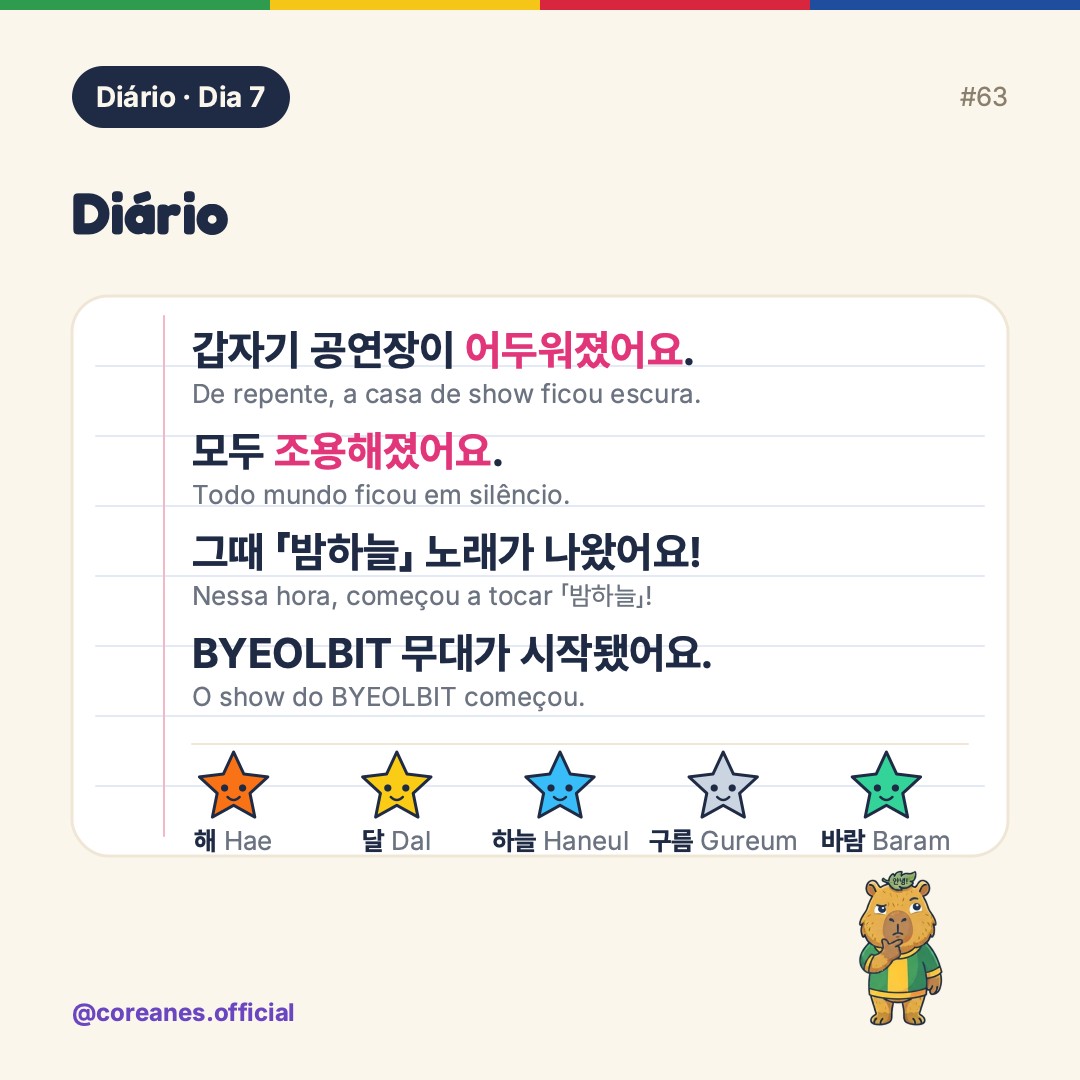 Diário · Dia 7
#63
Diário
갑자기 공연장이 어두워졌어요.
De repente, a casa de show ficou escura.
모두 조용해졌어요.
Todo mundo ficou em silêncio.
그때 「밤하늘」 노래가 나왔어요!
Nessa hora, começou a tocar 「밤하늘」!
BYEOLBIT 무대가 시작됐어요.
O show do BYEOLBIT começou.
해 Hae
달 Dal
하늘 Haneul
구름 Gureum
바람 Baram
안녕!
@coreanes.official